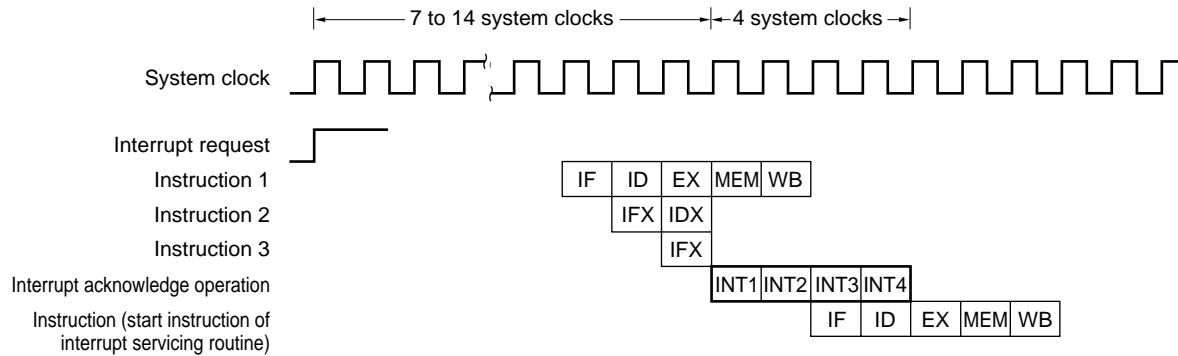 7 to 14 system clocks 4 system clocks
System clock
Interrupt request
Instruction 1 IF ID EX MEM WB
Instruction 2 IFX IDX
Instruction 3 IFX
Interrupt acknowledge operation INT1 INT2 INT3 INT4
Instruction (start instruction of
interrupt servicing routine) IF ID EX MEM WB